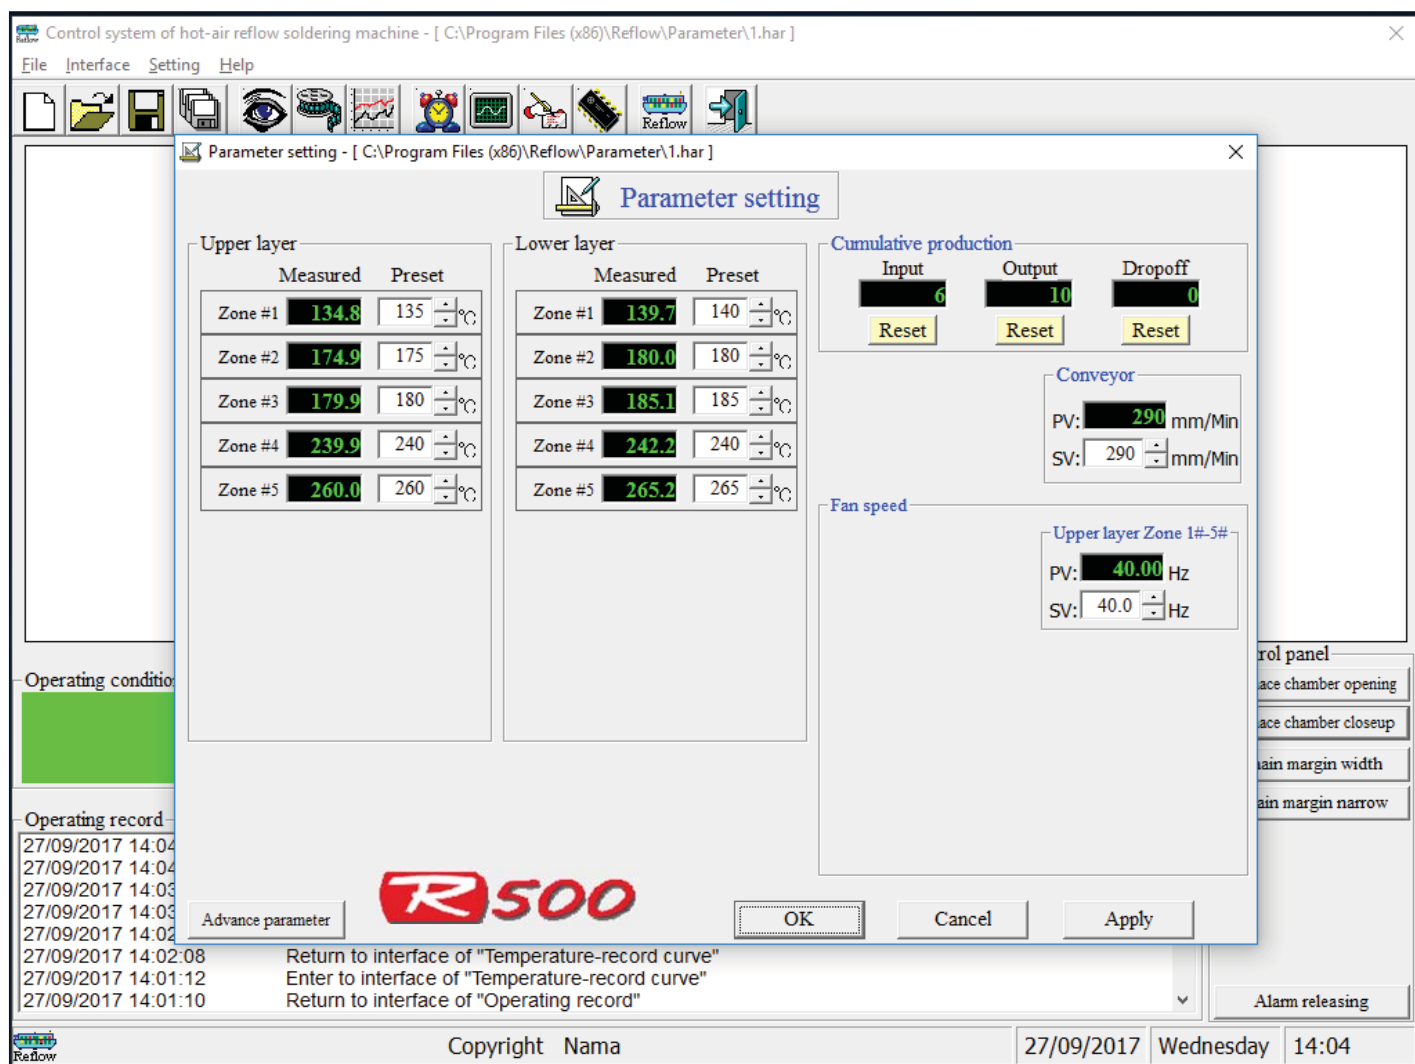 Control system of hot-air reflow soldering machine - [ C:\Program Files (x86)\Reflow\Parameter\1.har ]
File Interface Setting Help
Reflow
Parameter setting - [ C:\Program Files (x86)\Reflow\Parameter\1.har ]
Parameter setting
Upper layer
Measured Preset
Zone #1 134.8 135 °C
Zone #2 174.9 175 °C
Zone #3 179.9 180 °C
Zone #4 239.9 240 °C
Zone #5 260.0 260 °C
Lower layer
Measured Preset
Zone #1 139.7 140 °C
Zone #2 180.0 180 °C
Zone #3 185.1 185 °C
Zone #4 242.2 240 °C
Zone #5 265.2 265 °C
Cumulative production
Input Output Dropoff
6 10 0
Reset Reset Reset
Conveyor
PV: 290 mm/Min
SV: 290 mm/Min
Fan speed
Upper layer Zone 1#-5#
PV: 40.00 Hz
SV: 40.0 Hz
R500
Advance parameter OK Cancel Apply
Operating conditio
rol panel
ace chamber opening
ace chamber closeup
ain margin width
ain margin narrow
Operating record
27/09/2017 14:04
27/09/2017 14:04
27/09/2017 14:03
27/09/2017 14:03
27/09/2017 14:02
27/09/2017 14:02:08 Return to interface of "Temperature-record curve"
27/09/2017 14:01:12 Enter to interface of "Temperature-record curve"
27/09/2017 14:01:10 Return to interface of "Operating record"
Alarm releasing
Reflow Copyright Nama 27/09/2017 Wednesday 14:04